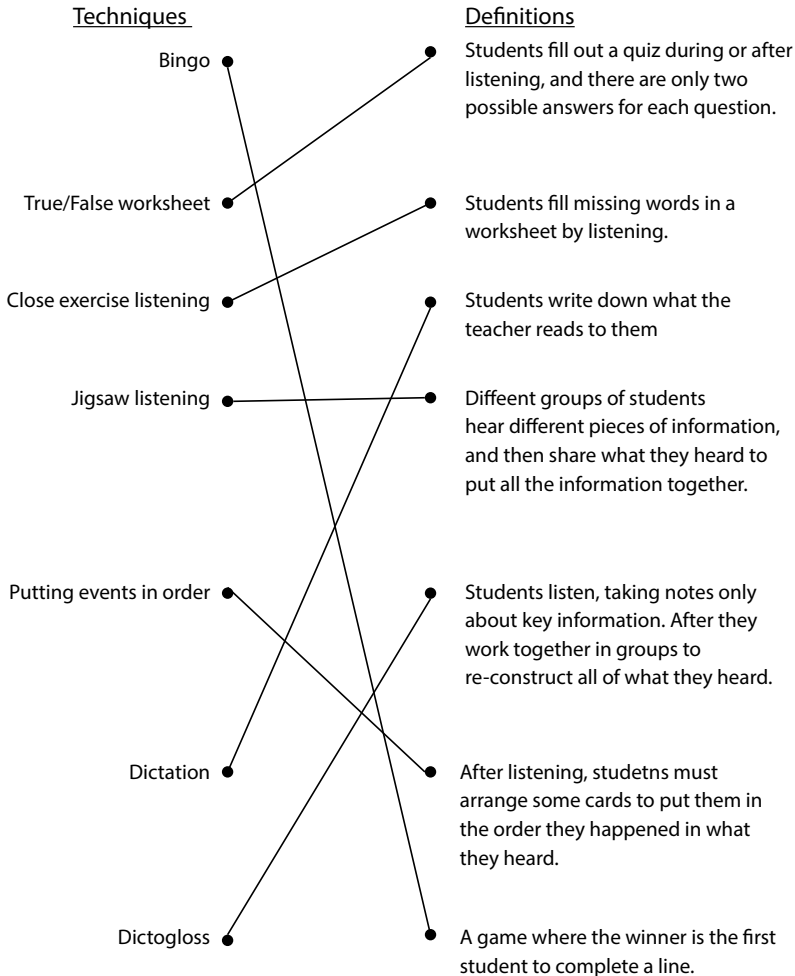 Techniques
Definitions
Bingo
Students fill out a quiz during or after
listening, and there are only two
possible answers for each question.
True/False worksheet
Students fill missing words in a
worksheet by listening.
Close exercise listening
Students write down what the
teacher reads to them
Jigsaw listening
Diffeent groups of students
hear different pieces of information,
and then share what they heard to
put all the information together.
Putting events in order
Students listen, taking notes only
about key information. After they
work together in groups to
re-construct all of what they heard.
Dictation
After listening, studetns must
arrange some cards to put them in
the order they happened in what
they heard.
Dictogloss
A game where the winner is the first
student to complete a line.